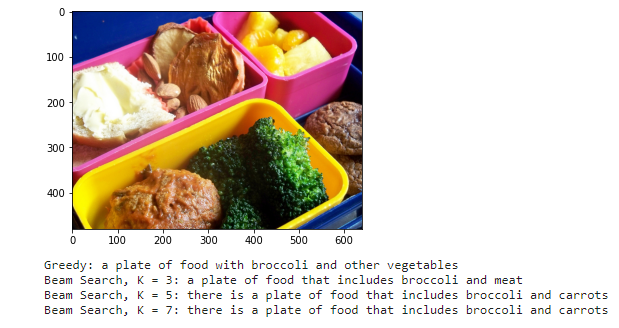 0
100
200
300
400
0 100 200 300 400 500 600
Greedy: a plate of food with broccoli and other vegetables
Beam Search, K = 3: a plate of food that includes broccoli and meat
Beam Search, K = 5: there is a plate of food that includes broccoli and carrots
Beam Search, K = 7: there is a plate of food that includes broccoli and carrots